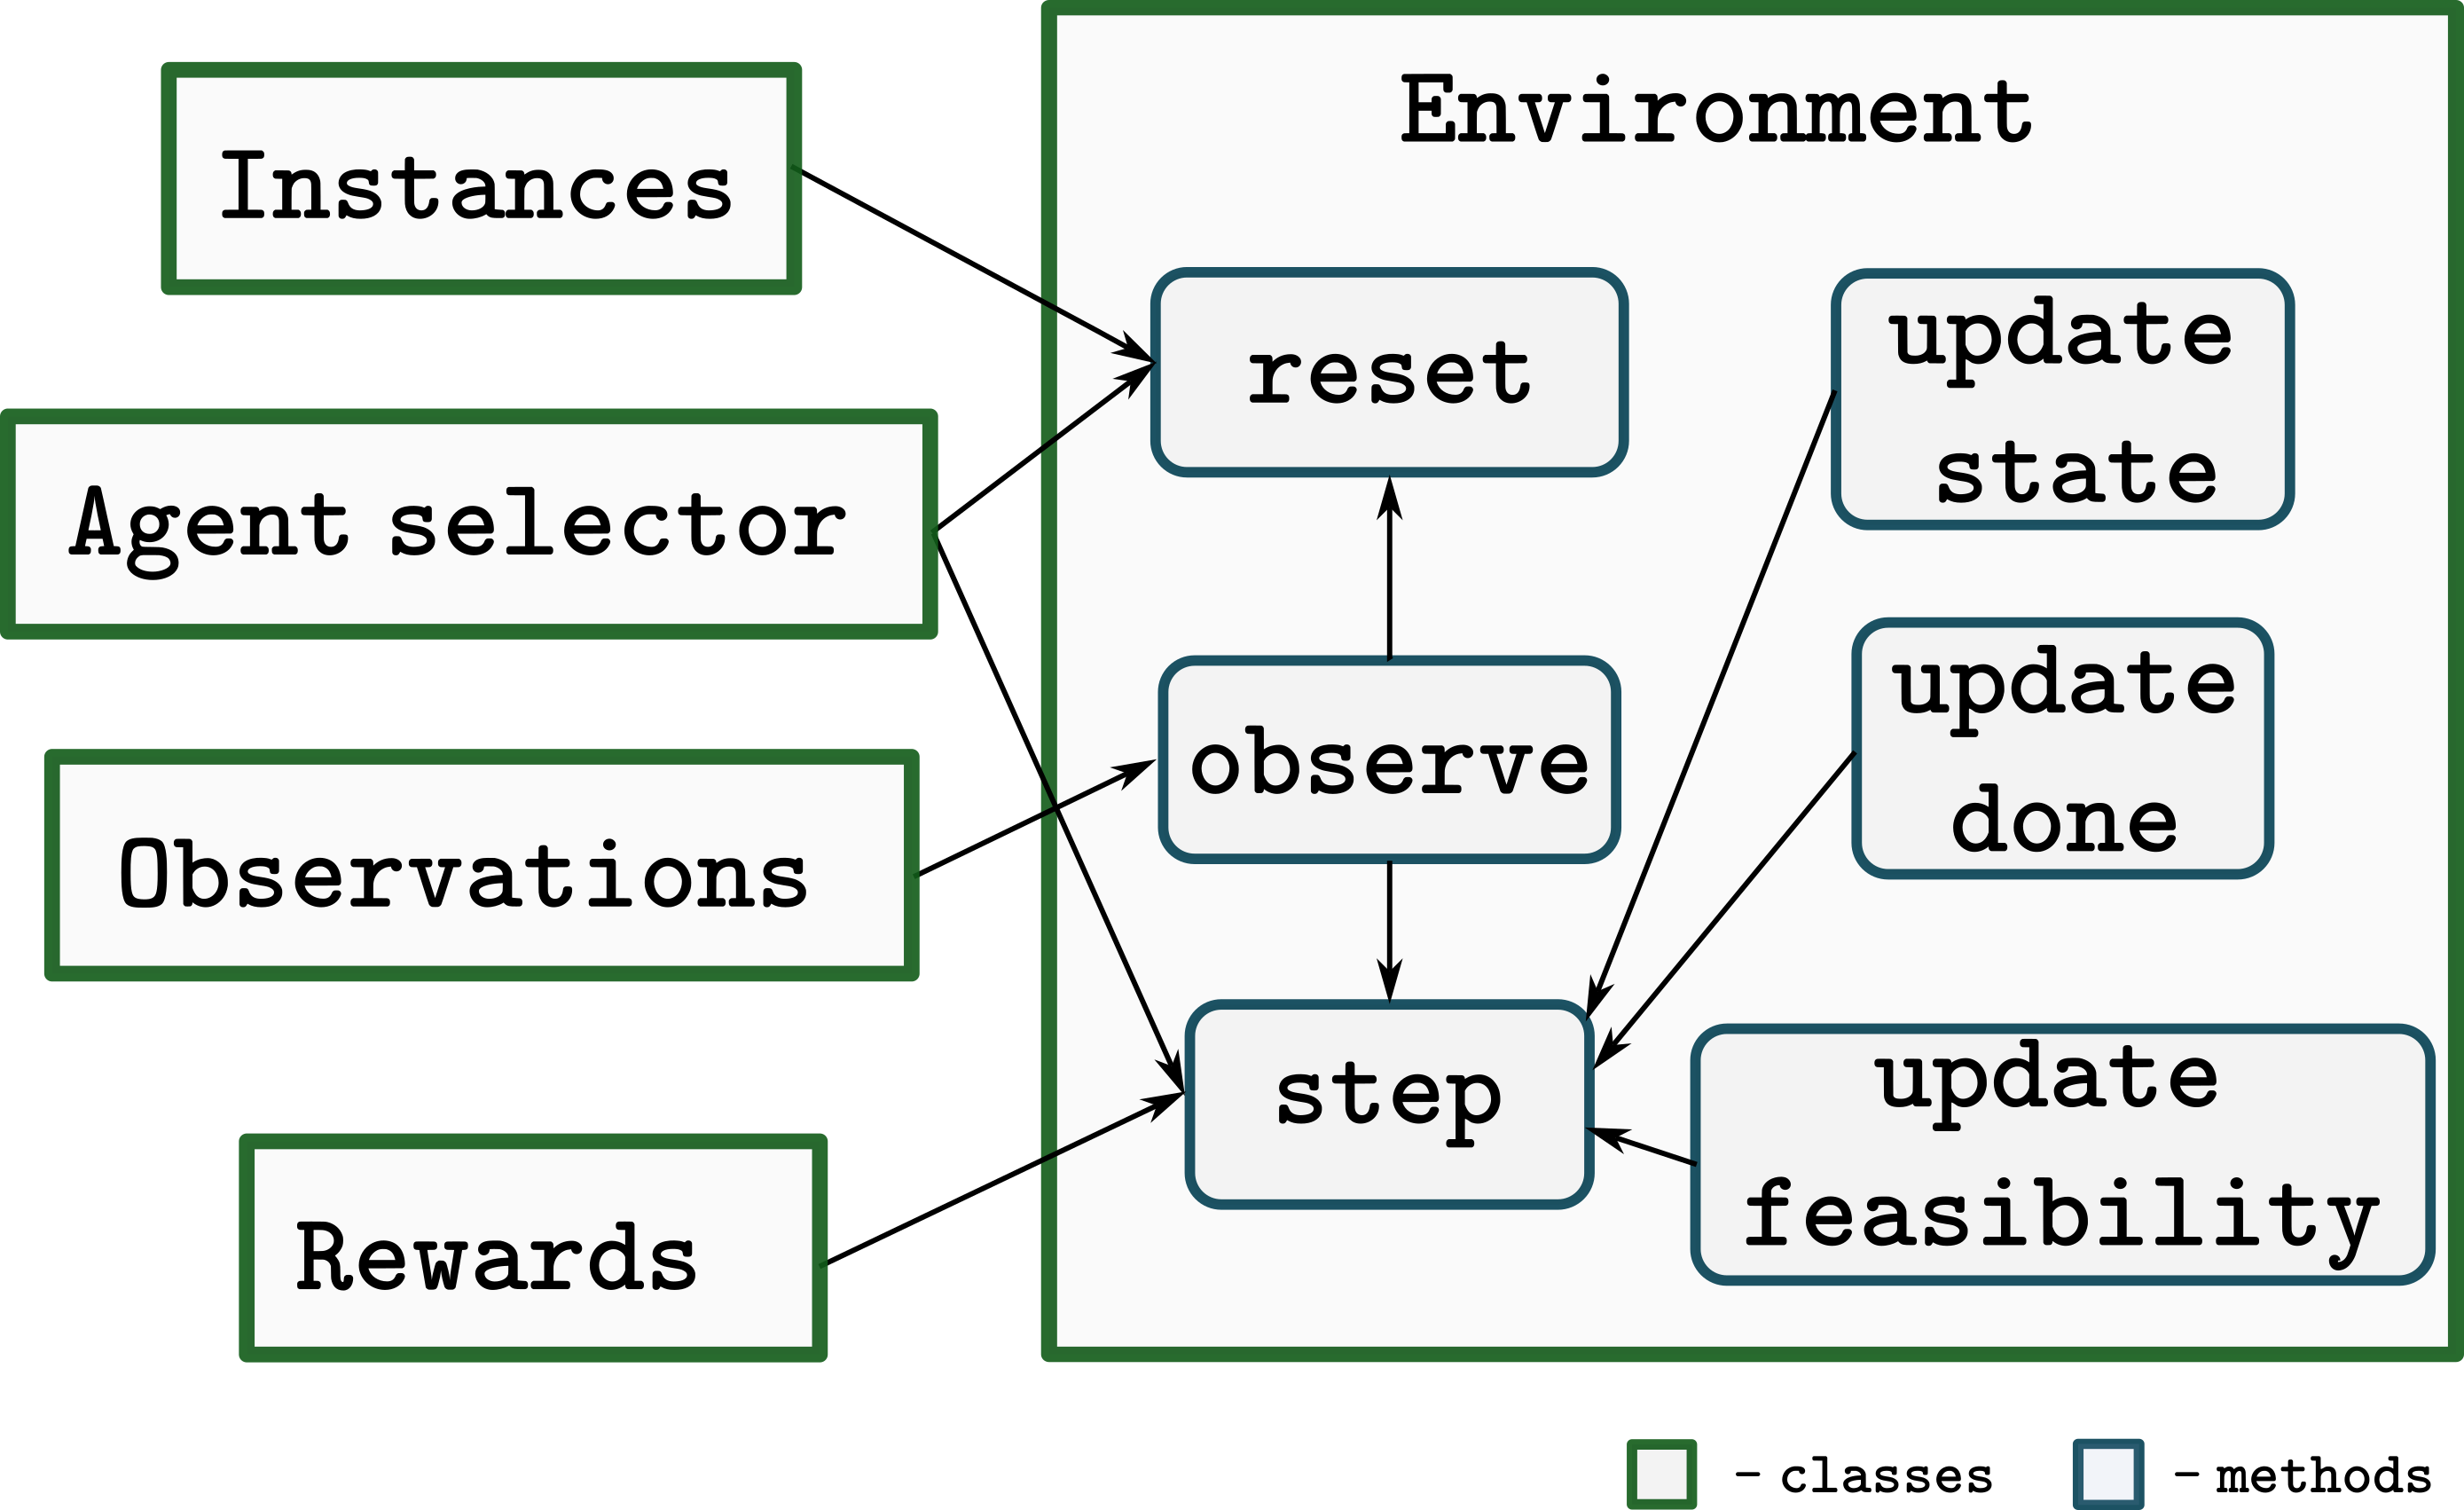 Environment
Instances
reset
update
state
Agent selector
observe
update
done
Observations
step
update
feasibility
Rewards
– classes
– methods